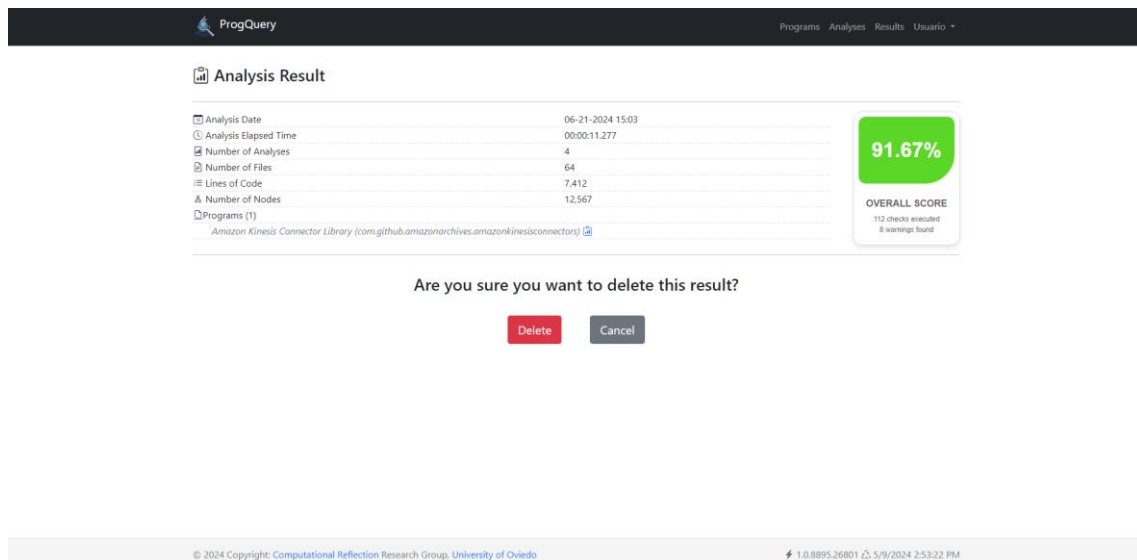 ProgQuery
Programs Analyses Results Usuario
Analysis Result
Analysis Date 06-21-2024 15:03
Analysis Elapsed Time 00:00:11.277
Number of Analyses 4
Number of Files 64
Lines of Code 7,412
Number of Nodes 12,567
Programs (1)
Amazon Kinesis Connector Library (com.github.amazonarchives.amazonkinesisconnectors)
91.67%
OVERALL SCORE
112 checks executed
8 warnings found
Are you sure you want to delete this result?
Delete Cancel
© 2024 Copyright: Computational Reflection Research Group, University of Oviedo 1.0.8895.26801 5/9/2024 2:53:22 PM